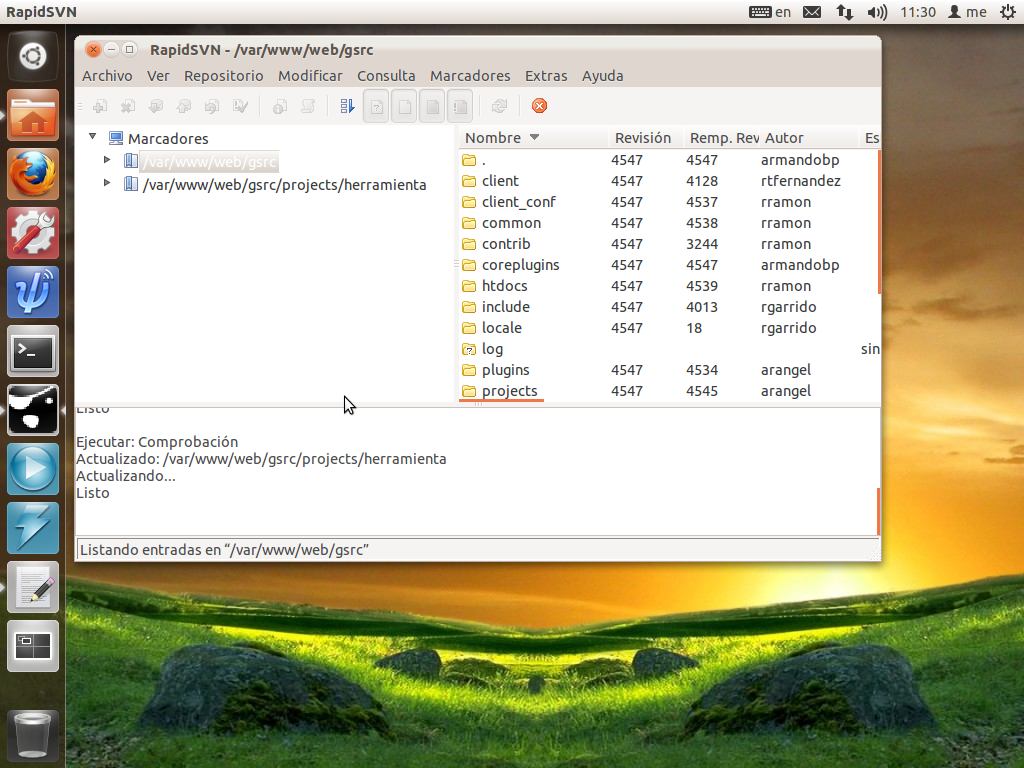 RapidSVN
en
11:30
me
RapidSVN - /var/www/web/gsrc
Archivo Ver Repositorio Modificar Consulta Marcadores Extras Ayuda
Marcadores
/var/www/web/gsrc
/var/www/web/gsrc/projects/herramienta
Nombre Revisión Remp. Rev Autor Es
. 4547 4547 armandobp
client 4547 4128 rtfernandez
client_conf 4547 4537 rramon
common 4547 4538 rramon
contrib 4547 3244 rramon
coreplugins 4547 4547 armandobp
htdocs 4547 4539 rramon
include 4547 4013 rgarrido
locale 4547 18 rgarrido
log sin
plugins 4547 4534 arangel
projects 4547 4545 arangel
Listo
Ejecutar: Comprobación
Actualizado: /var/www/web/gsrc/projects/herramienta
Actualizando...
Listo
Listando entradas en “/var/www/web/gsrc”